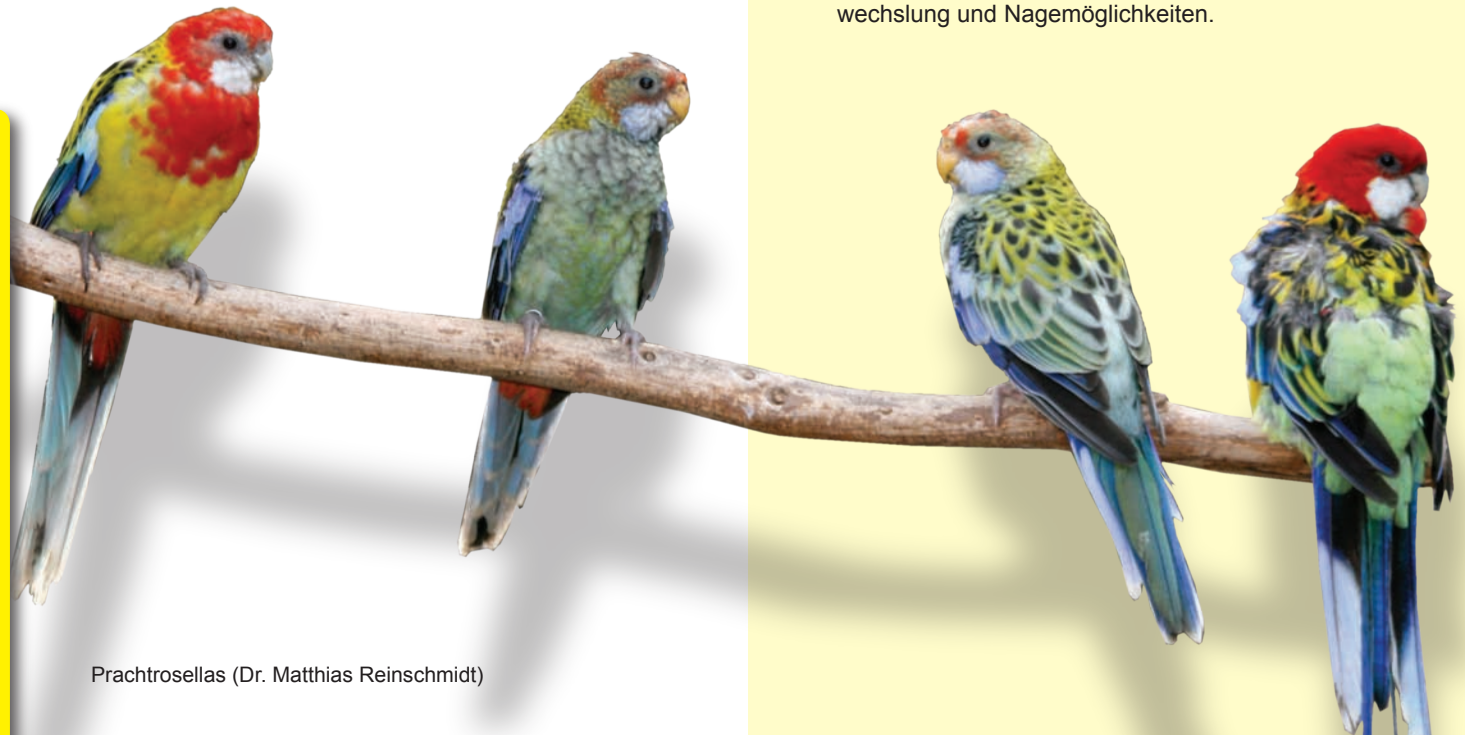 wechslung und Nagemöglichkeiten.
Prachtrosellas (Dr. Matthias Reinschmidt)